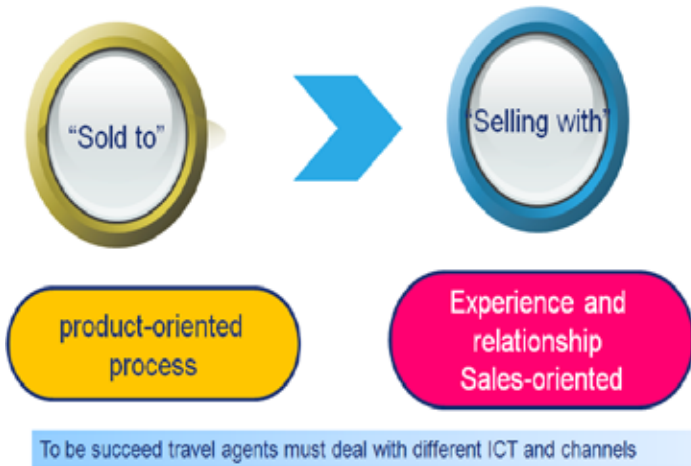 “Sold to”
“Selling with”
product-oriented
process
Experience and
relationship
Sales-oriented
To be succeed travel agents must deal with different ICT and channels